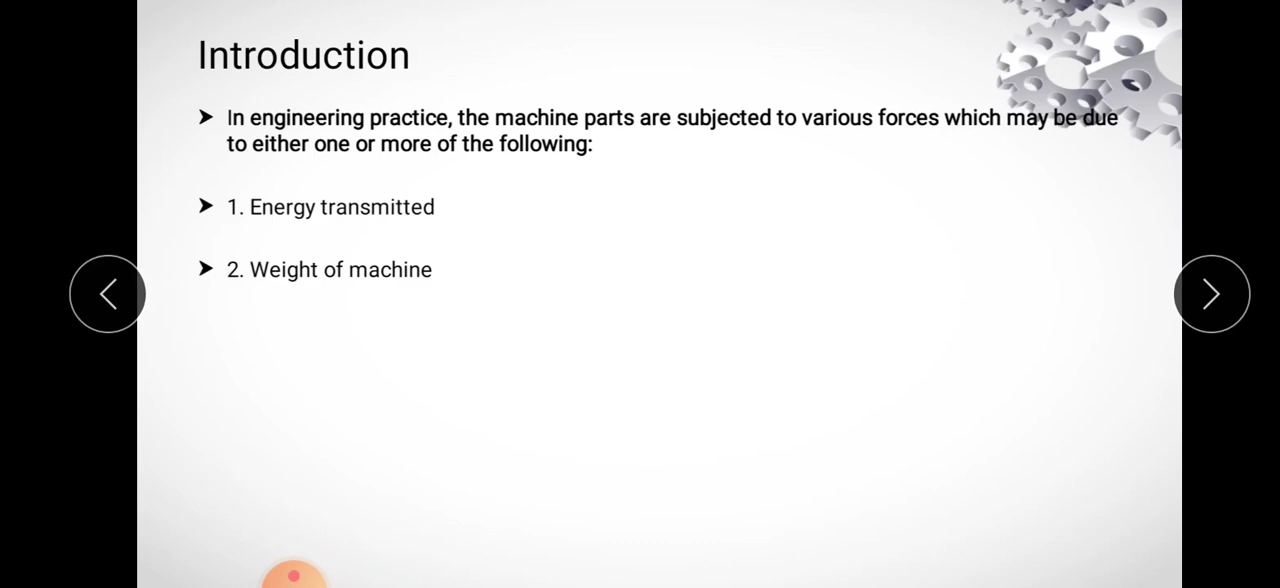 Introduction
In engineering practice, the machine parts are subjected to various forces which may be due
to either one or more of the following:
1. Energy transmitted
2. Weight of machine